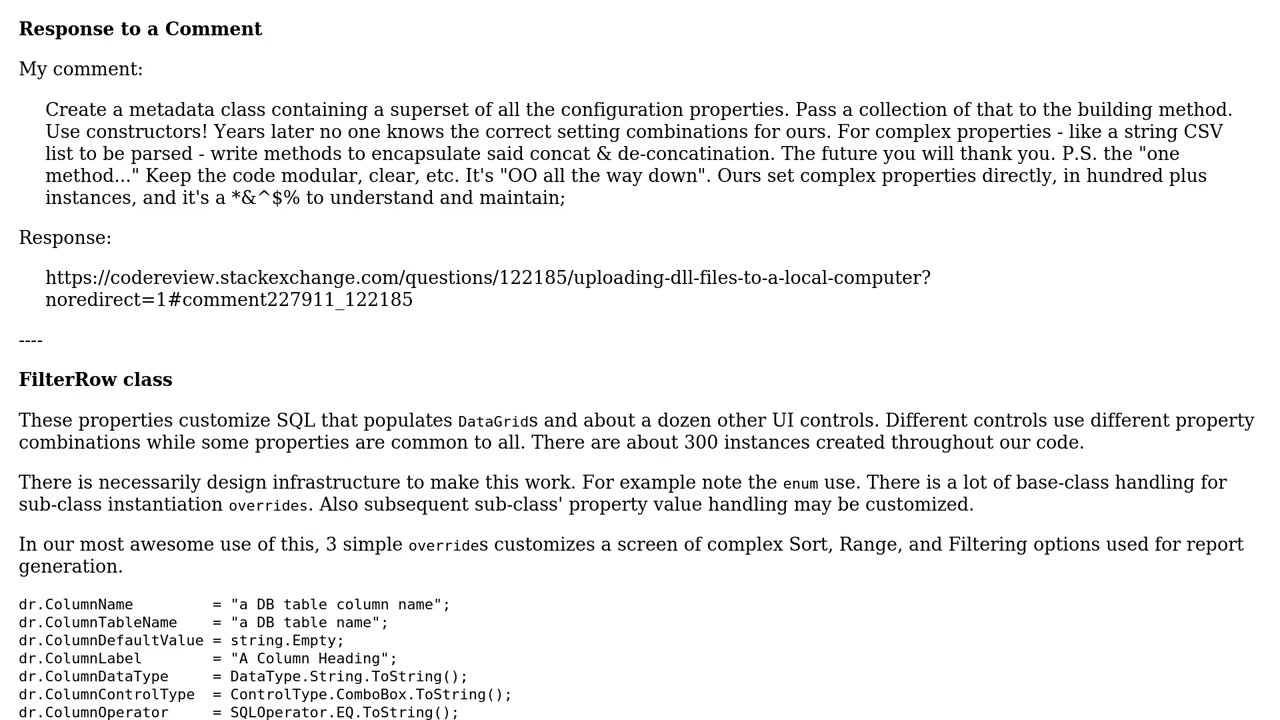 Response to a Comment
My comment:
Create a metadata class containing a superset of all the configuration properties. Pass a collection of that to the building method.
Use constructors! Years later no one knows the correct setting combinations for ours. For complex properties - like a string CSV
list to be parsed - write methods to encapsulate said concat & de-concatination. The future you will thank you. P.S. the "one
method..." Keep the code modular, clear, etc. It's "OO all the way down". Ours set complex properties directly, in hundred plus
instances, and it's a *&^$% to understand and maintain;
Response:
https://codereview.stackexchange.com/questions/122185/uploading-dll-files-to-a-local-computer?
noredirect=1#comment227911_122185
----
FilterRow class
These properties customize SQL that populates DataGrids and about a dozen other UI controls. Different controls use different property
combinations while some properties are common to all. There are about 300 instances created throughout our code.
There is necessarily design infrastructure to make this work. For example note the enum use. There is a lot of base-class handling for
sub-class instantiation overrides. Also subsequent sub-class' property value handling may be customized.
In our most awesome use of this, 3 simple overrides customizes a screen of complex Sort, Range, and Filtering options used for report
generation.
dr.ColumnName         = "a DB table column name";
dr.ColumnTableName    = "a DB table name";
dr.ColumnDefaultValue = string.Empty;
dr.ColumnLabel        = "A Column Heading";
dr.ColumnDataType     = DataType.String.ToString();
dr.ColumnControlType  = ControlType.ComboBox.ToString();
dr.ColumnOperator     = SQLOperator.EQ.ToString();